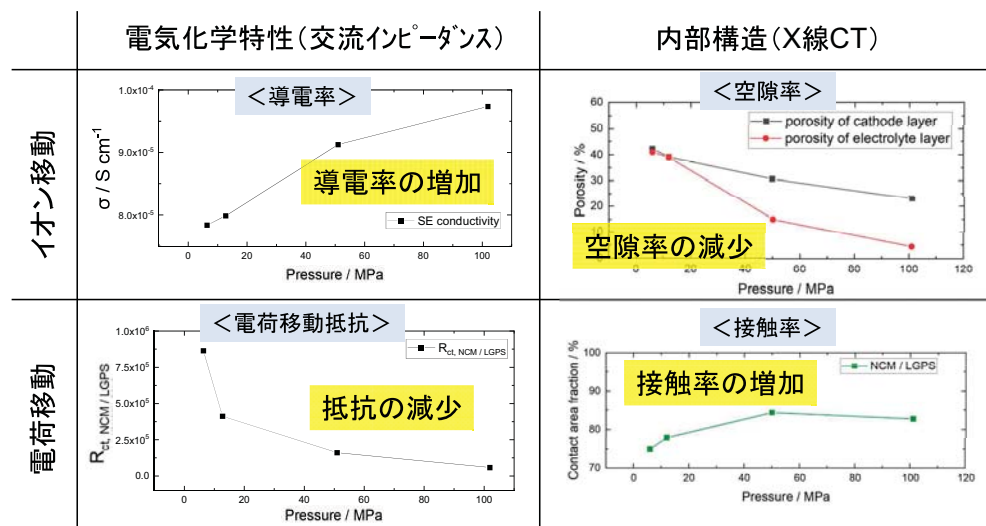 電気化学特性(交流インピーダンス)
内部構造(X線CT)
イオン移動
<導電率>
1.0x10⁻⁴
9.0x10⁻⁵
8.0x10⁻⁵
σ / S cm⁻¹
導電率の増加
SE conductivity
0 20 40 60 80 100
Pressure / MPa
<空隙率>
60
50
40
30
20
10
0
Porosity / %
porosity of cathode layer
porosity of electrolyte layer
空隙率の減少
0 20 40 60 80 100 120
Pressure / MPa
電荷移動
<電荷移動抵抗>
1.0x10⁶
7.5x10⁵
5.0x10⁵
2.5x10⁵
0.0
Rct, NCM / LGPS
Rct, NCM / LGPS
抵抗の減少
0 20 40 60 80 100
Pressure / MPa
<接触率>
100
90
80
70
Contact area fraction / %
NCM / LGPS
接触率の増加
0 20 40 60 80 100 120
Pressure / MPa